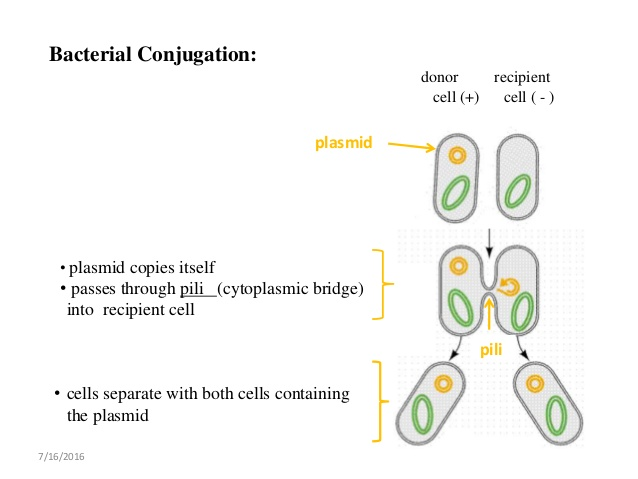 Bacterial Conjugation:
donor recipient
cell (+) cell ( - )
plasmid
• plasmid copies itself
• passes through pili (cytoplasmic bridge)
into recipient cell
pili
• cells separate with both cells containing
the plasmid
7/16/2016